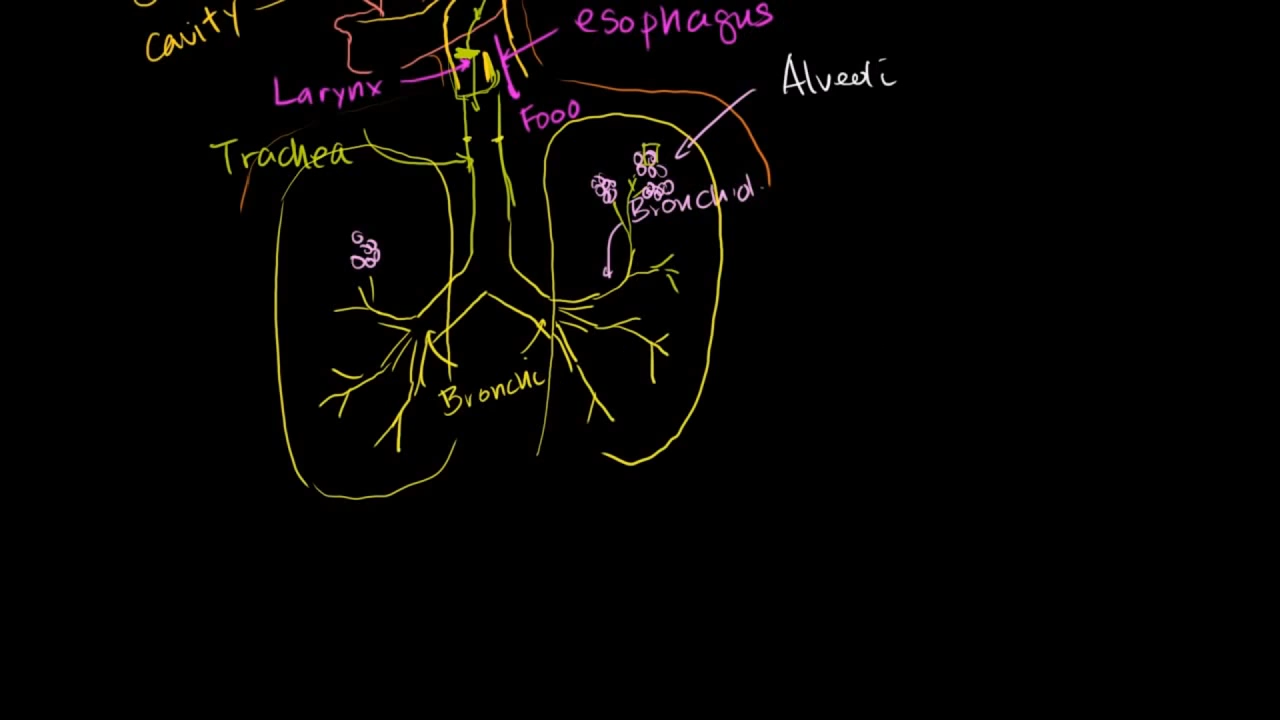 cavity
esophagus
Larynx
Alveoli
FOOD
Trachea
Bronchiol
Bronchi